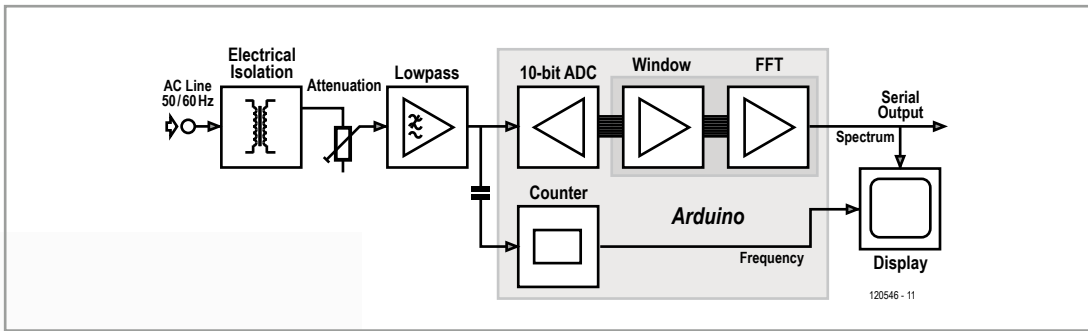 Electrical
Isolation
AC Line
50/60 Hz
Attenuation
Lowpass
10-bit ADC
Window
FFT
Serial
Output
Spectrum
Counter
Arduino
Frequency
Display
120546 - 11